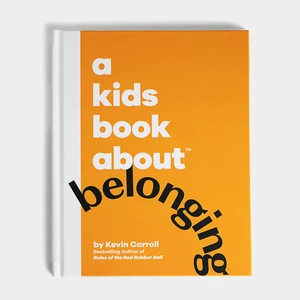 a
kids
book
about™
belonging
by Kevin Carroll
Bestselling Author of
Rules of the Red Rubber Ball